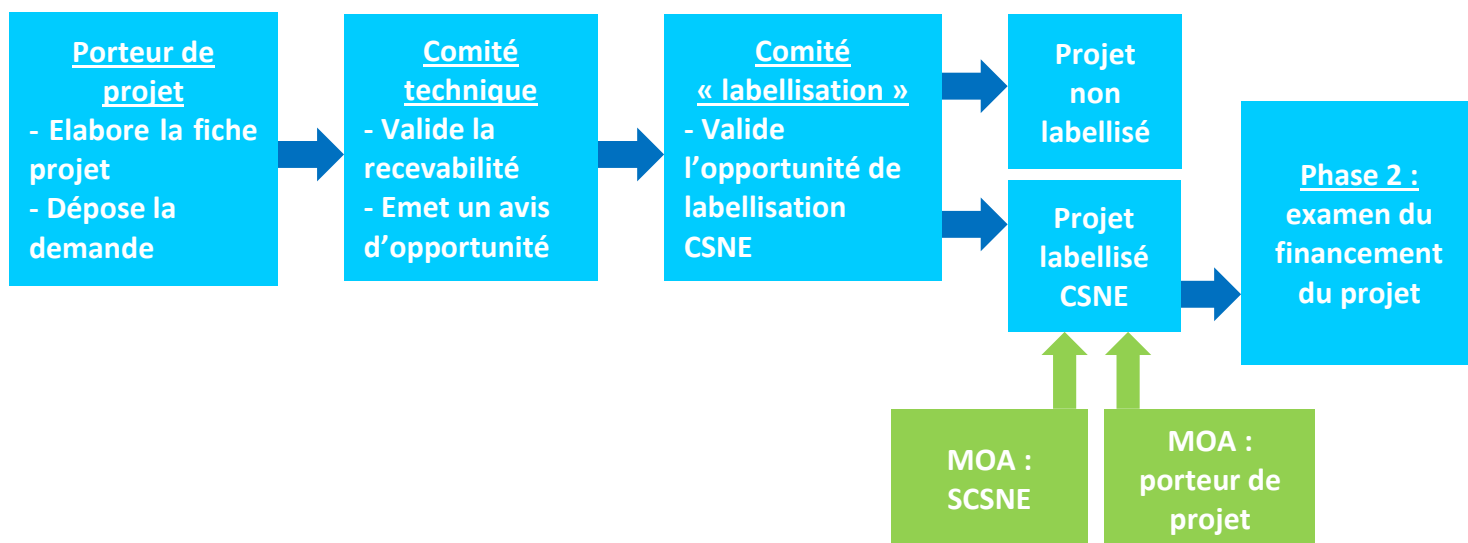 Porteur de
projet
- Elabore la fiche
projet
- Dépose la
demande
Comité
technique
- Valide la
recevabilité
- Emet un avis
d’opportunité
Comité
« labellisation »
- Valide
l’opportunité de
labellisation
CSNE
Projet
non
labellisé
Projet
labellisé
CSNE
Phase 2 :
examen du
financement
du projet
MOA :
SCSNE
MOA :
porteur de
projet